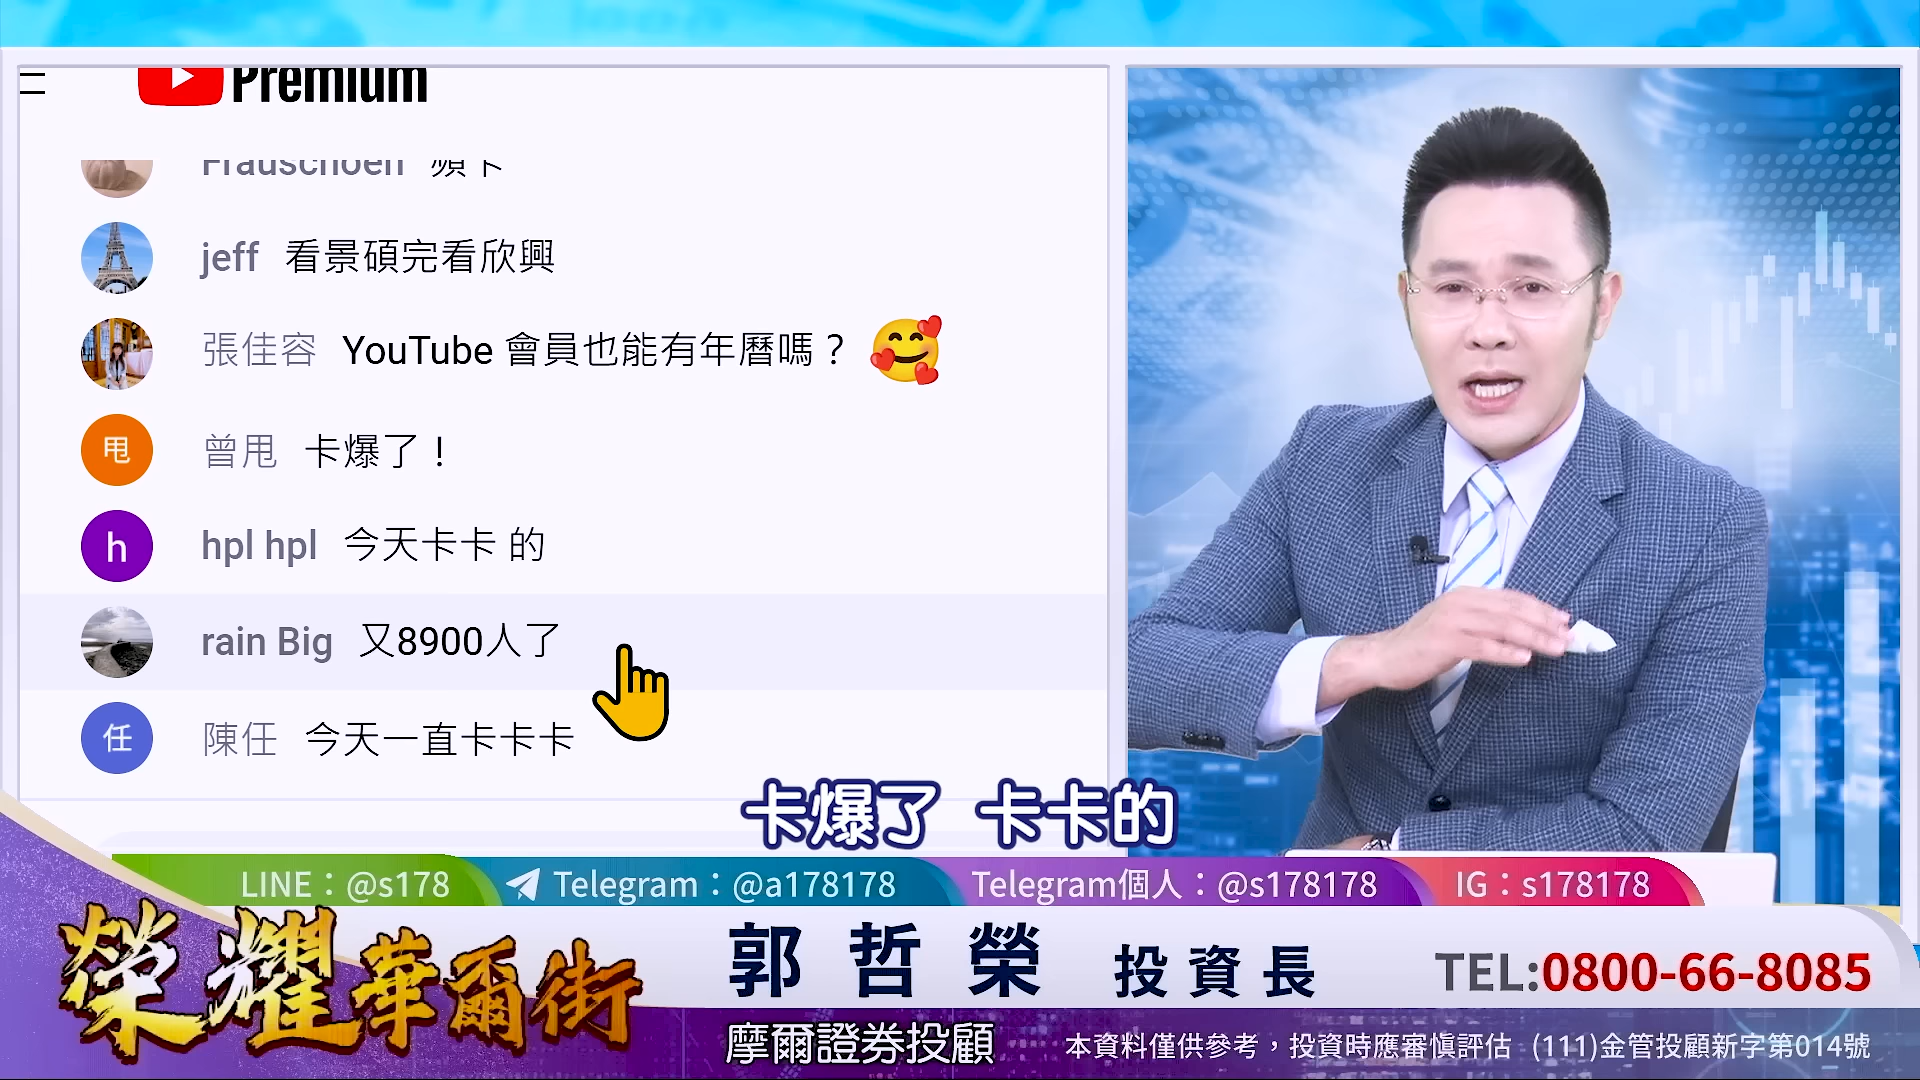 Premium
Frauschoen 頻卡
jeff 看景碩完看欣興
張佳容 YouTube 會員也能有年曆嗎？
甩 曾甩 卡爆了！
h hpl hpl 今天卡卡 的
rain Big 又8900人了
任 陳任 今天一直卡卡卡
卡爆了 卡卡的
LINE：@s178 Telegram：@a178178 Telegram個人：@s178178 IG：s178178
榮耀華爾街
郭哲榮 投資長 TEL:0800-66-8085
摩爾證券投顧 本資料僅供參考，投資時應審慎評估 (111)金管投顧新字第014號